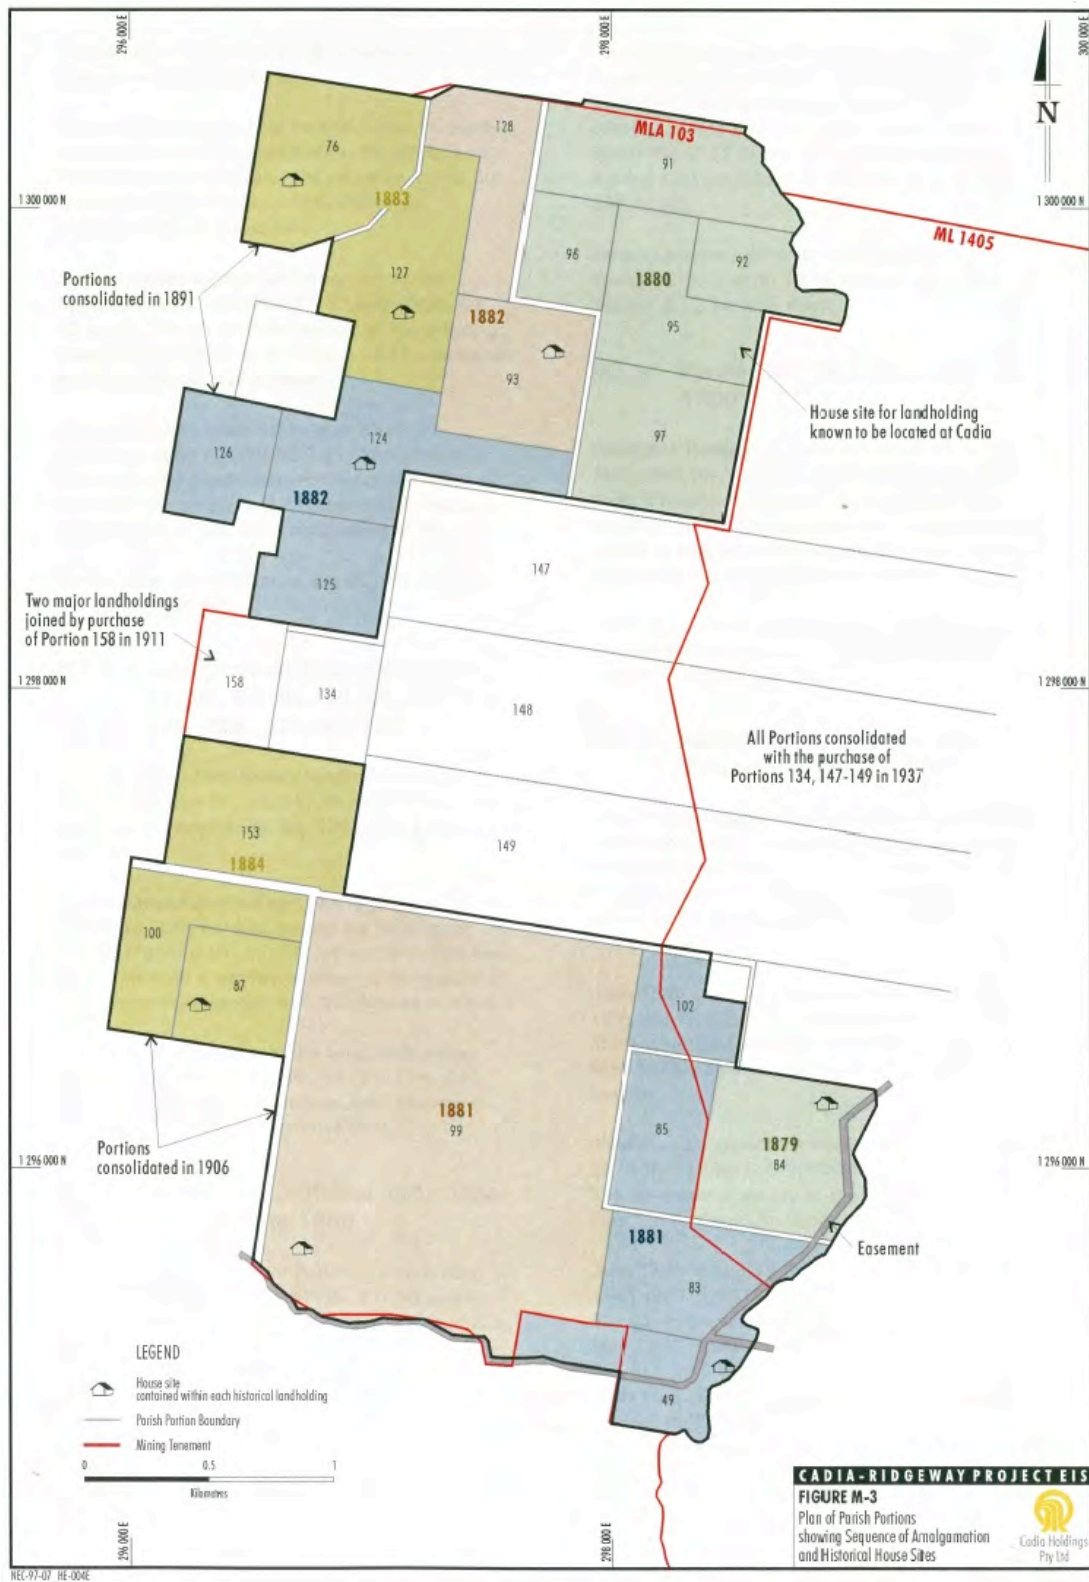 296 000 E
298 000 E
300 000 E
N
MLA 103
128
76
91
1883
1 300 000 N
1 300 000 N
ML 1405
96
92
1880
127
Portions
consolidated in 1891
1882
95
93
House site for landholding
known to be located at Cadia
97
124
126
1882
147
125
Two major landholdings
joined by purchase
of Portion 158 in 1911
158
134
1 298 000 N
1 298 000 N
148
All Portions consolidated
with the purchase of
Portions 134, 147-149 in 1937
153
149
1884
100
87
102
1881
99
85
1879
84
Portions
consolidated in 1906
1 296 000 N
1 296 000 N
1881
Easement
83
49
LEGEND
House site
contained within each historical landholding
Parish Portion Boundary
Mining Tenement
0
0.5
1
Kilometres
296 000 E
298 000 E
CADIA-RIDGEWAY PROJECT EIS
FIGURE M-3
Plan of Parish Portions
showing Sequence of Amalgamation
and Historical House Sites
Cadia Holdings
Pty Ltd
NEC-97-07 HE-004E